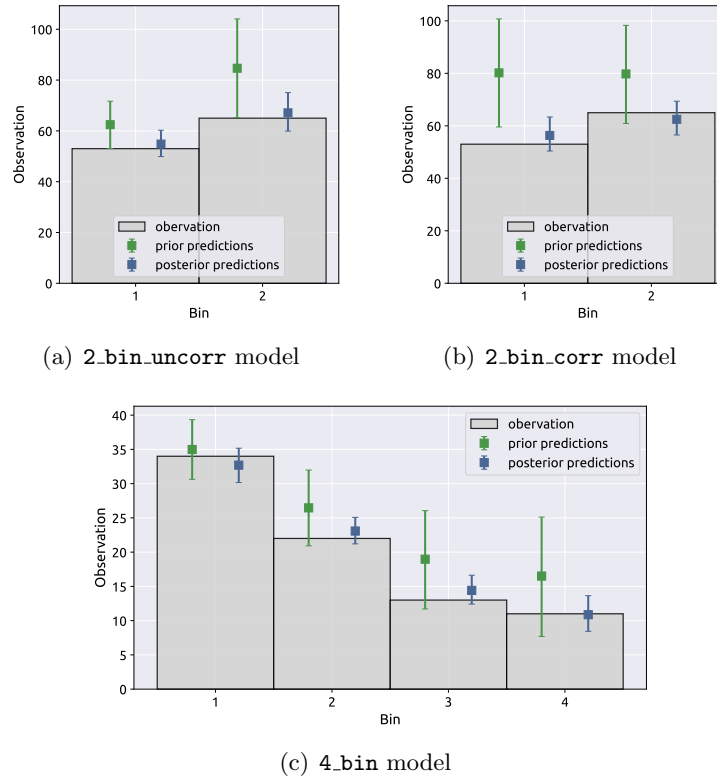 100
80
60
40
20
0
Observation
obervation
prior predictions
posterior predictions
1
2
Bin
(a) 2_bin_uncorr model
100
80
60
40
20
0
Observation
obervation
prior predictions
posterior predictions
1
2
Bin
(b) 2_bin_corr model
40
35
30
25
20
15
10
5
0
Observation
obervation
prior predictions
posterior predictions
1
2
3
4
Bin
(c) 4_bin model